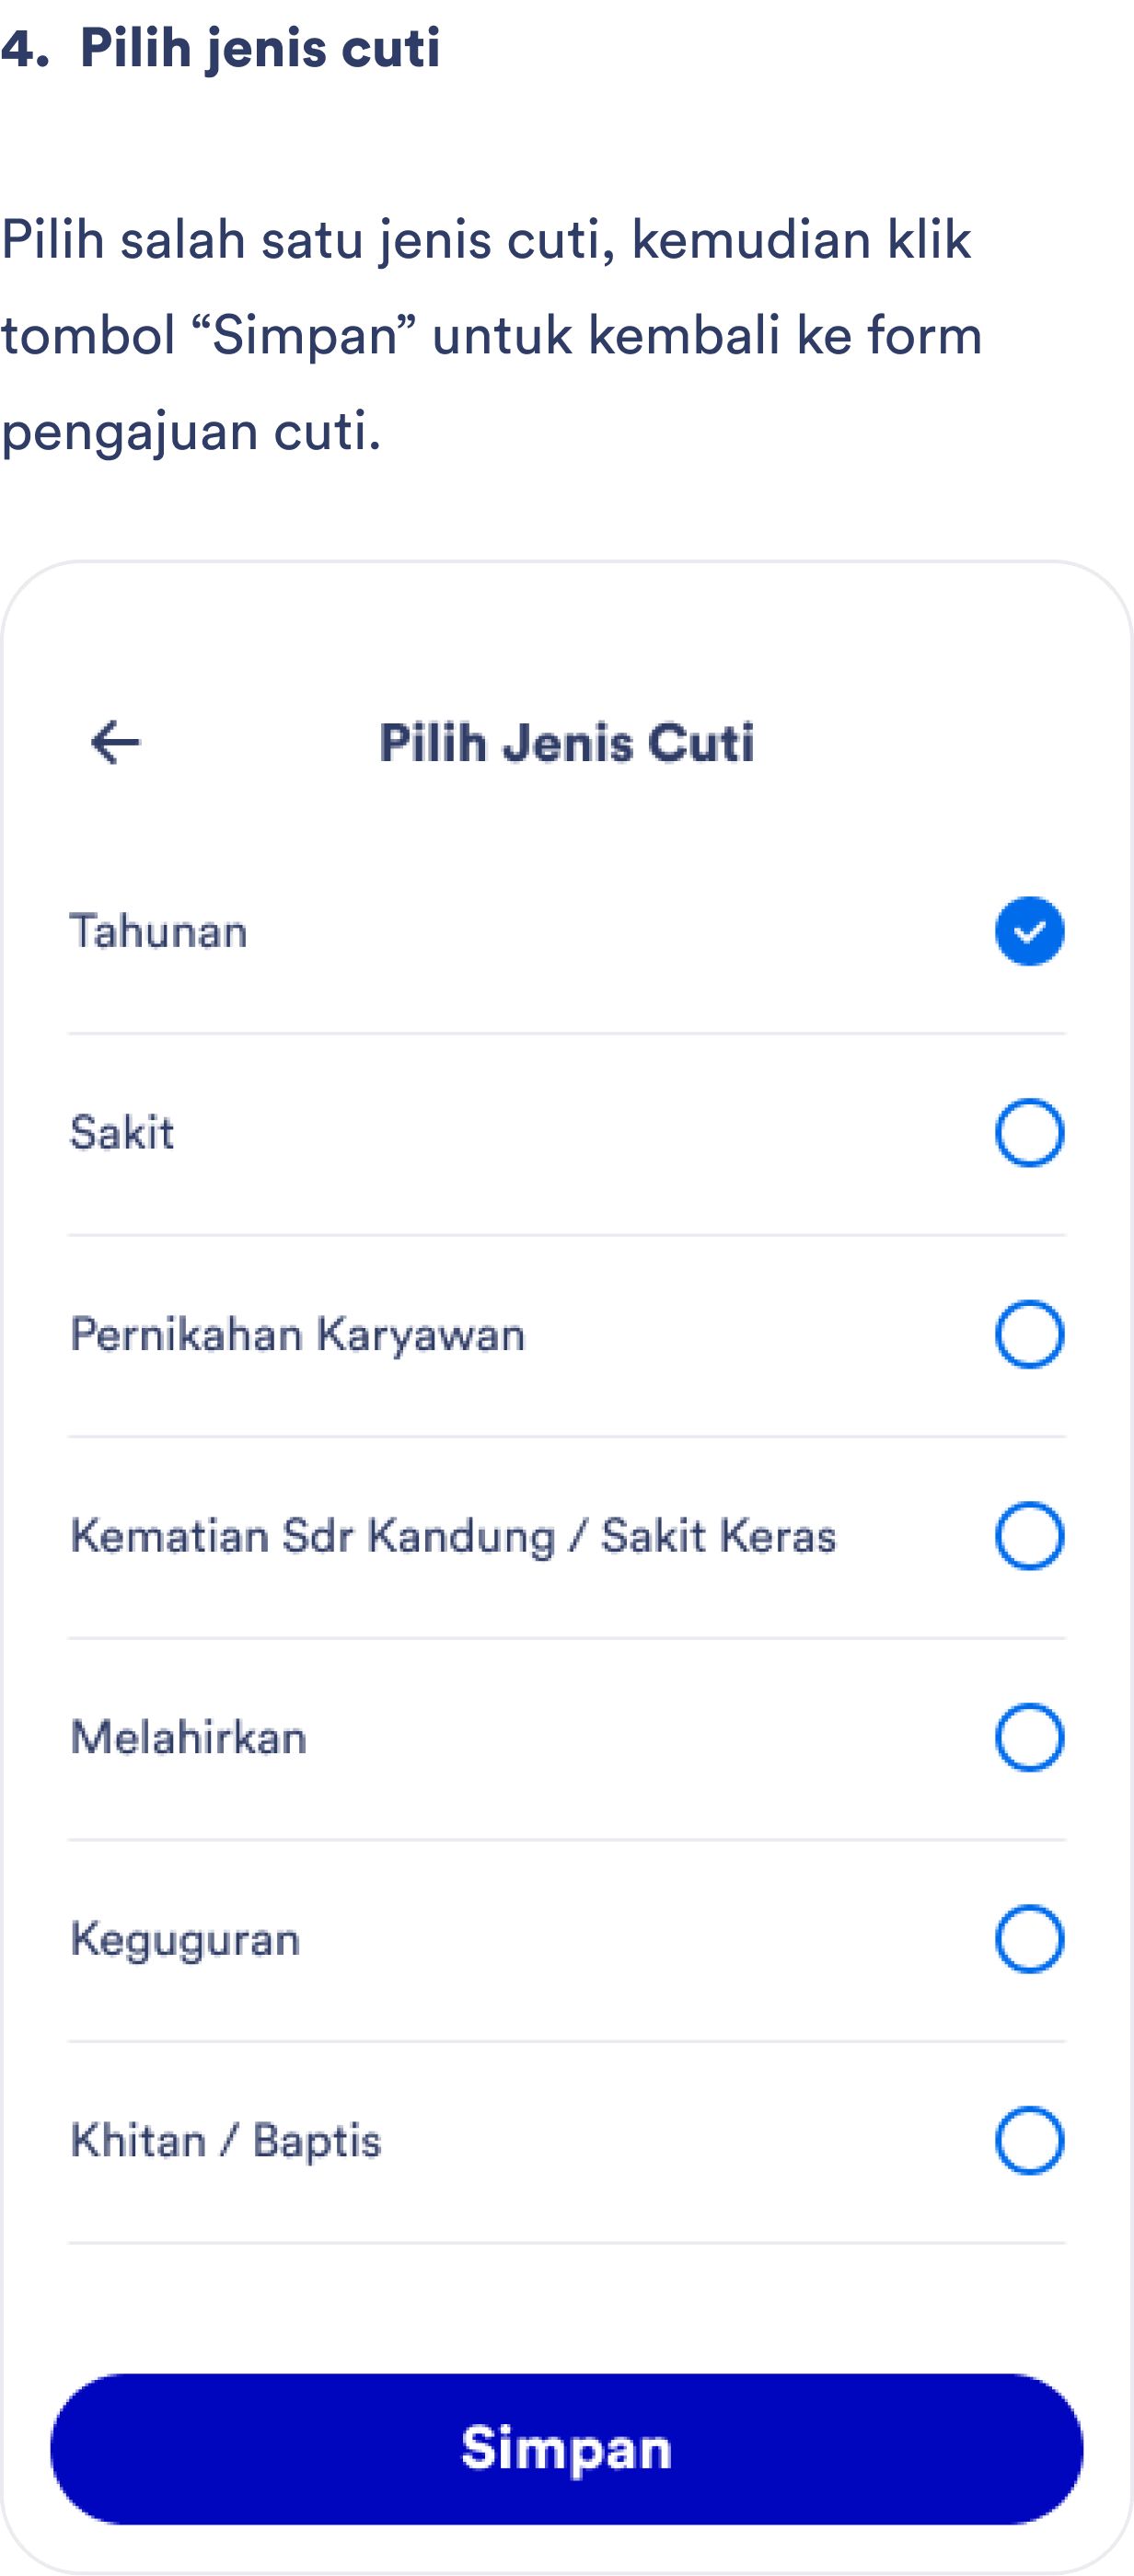 4. Pilih jenis cuti
Pilih salah satu jenis cuti, kemudian klik
tombol “Simpan” untuk kembali ke form
pengajuan cuti.
Pilih Jenis Cuti
Tahunan
Sakit
Pernikahan Karyawan
Kematian Sdr Kandung / Sakit Keras
Melahirkan
Keguguran
Khitan / Baptis
Simpan